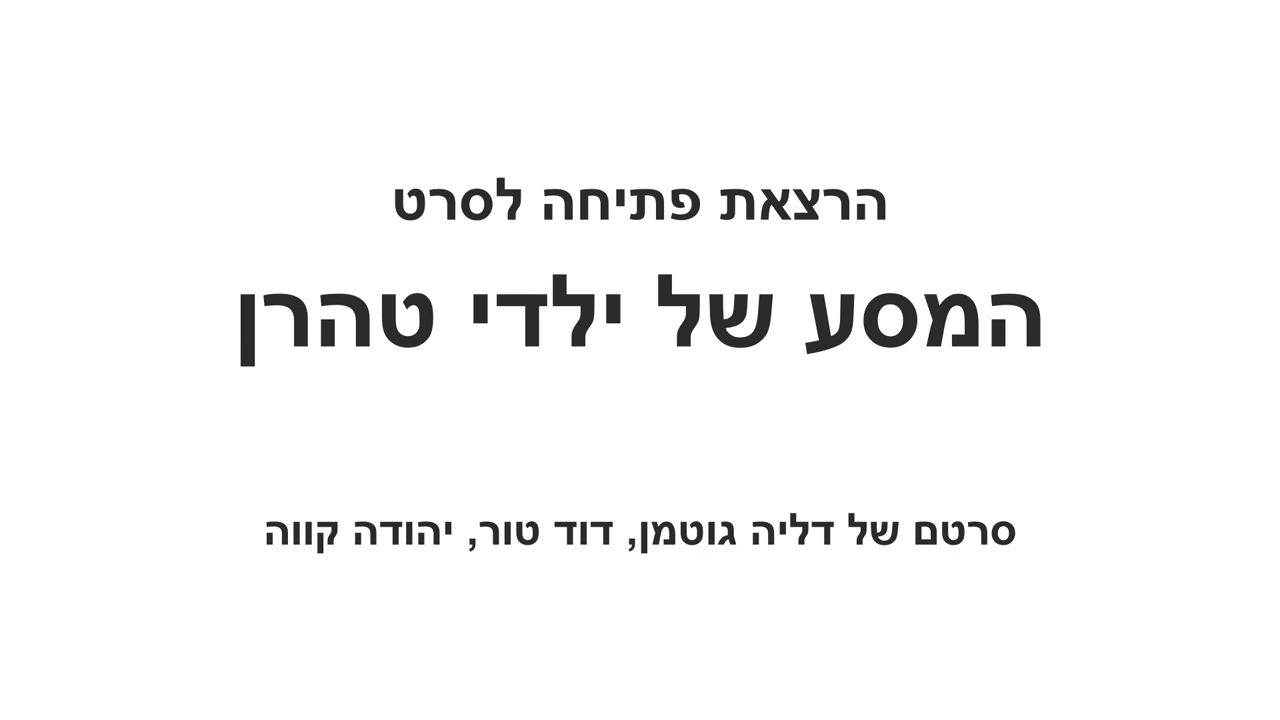 הרצאת פתיחה לסרט
המסע של ילדי טהרן
סרטם של דליה גוטמן, דוד טור, יהודה קווה